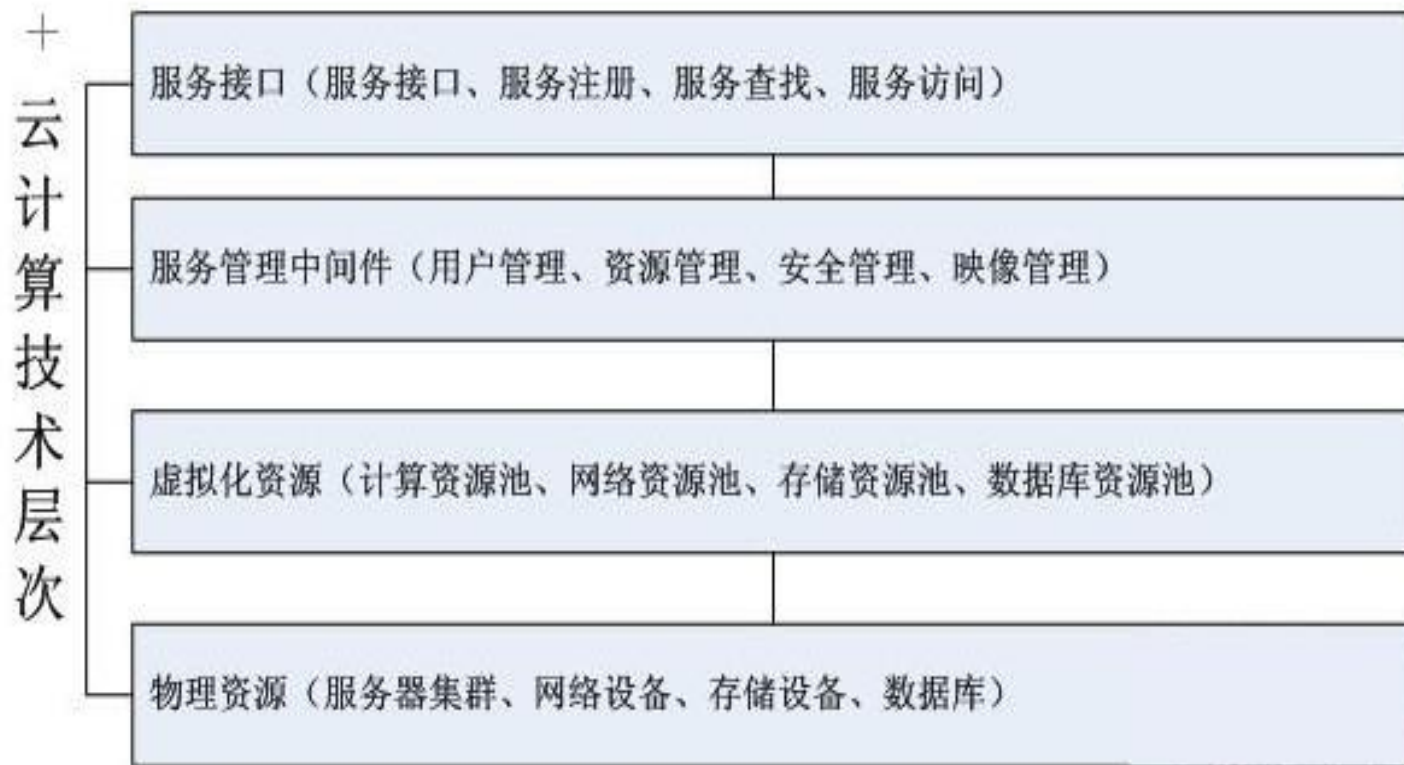 云计算技术层次
服务接口（服务接口、服务注册、服务查找、服务访问）
服务管理中间件（用户管理、资源管理、安全管理、映像管理）
虚拟化资源（计算资源池、网络资源池、存储资源池、数据库资源池）
物理资源（服务器集群、网络设备、存储设备、数据库）